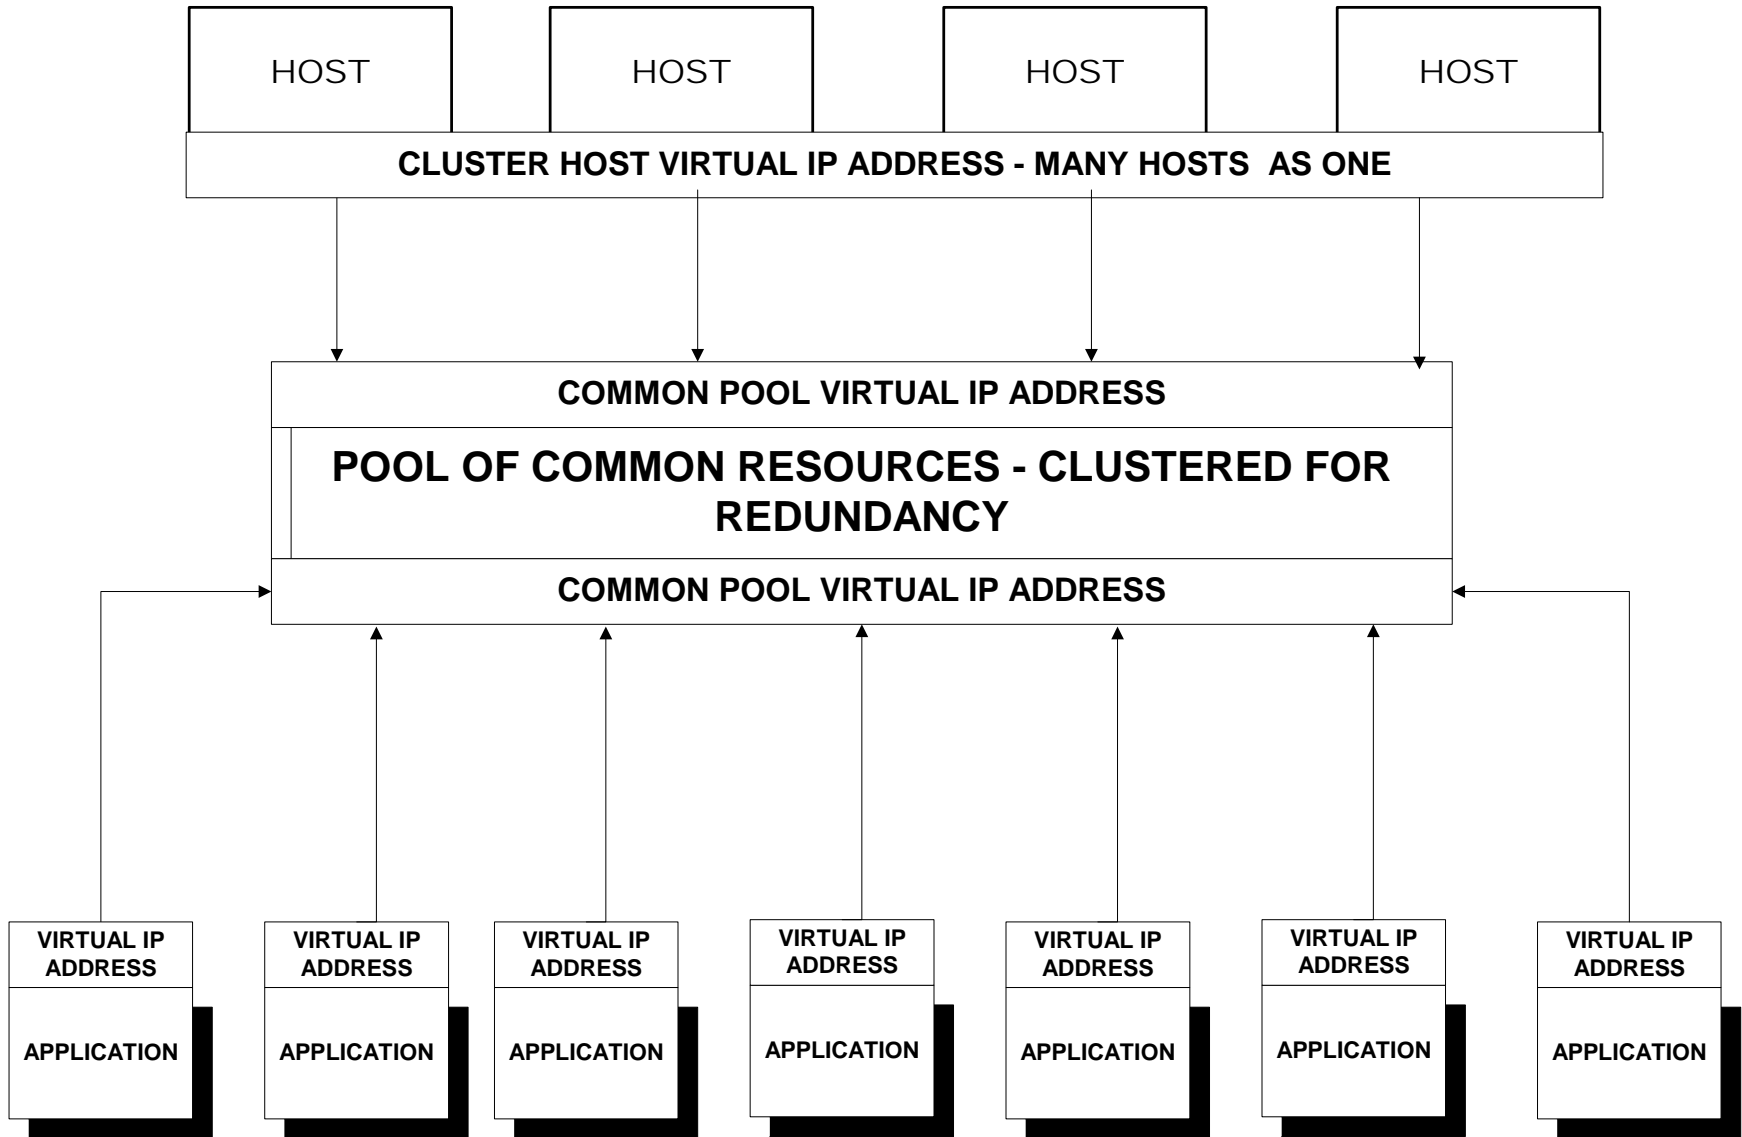 HOST
HOST
HOST
HOST
CLUSTER HOST VIRTUAL IP ADDRESS - MANY HOSTS  AS ONE
COMMON POOL VIRTUAL IP ADDRESS
POOL OF COMMON RESOURCES - CLUSTERED FOR
REDUNDANCY
COMMON POOL VIRTUAL IP ADDRESS
VIRTUAL IP
ADDRESS
APPLICATION
VIRTUAL IP
ADDRESS
APPLICATION
VIRTUAL IP
ADDRESS
APPLICATION
VIRTUAL IP
ADDRESS
APPLICATION
VIRTUAL IP
ADDRESS
APPLICATION
VIRTUAL IP
ADDRESS
APPLICATION
VIRTUAL IP
ADDRESS
APPLICATION